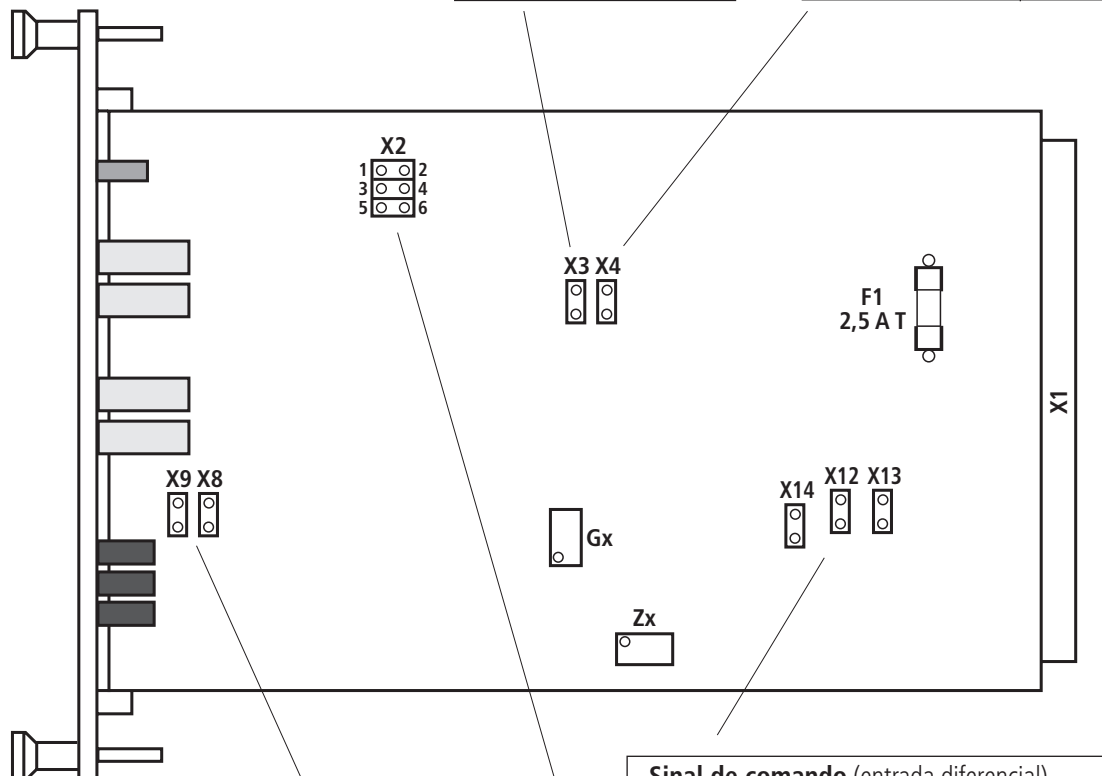 X2
1 2
3 4
5 6
X3 X4
F1
2,5 A T
X1
X9 X8
X14 X12 X13
Gx
Zx
Sinal de comando (entrada diferencial)